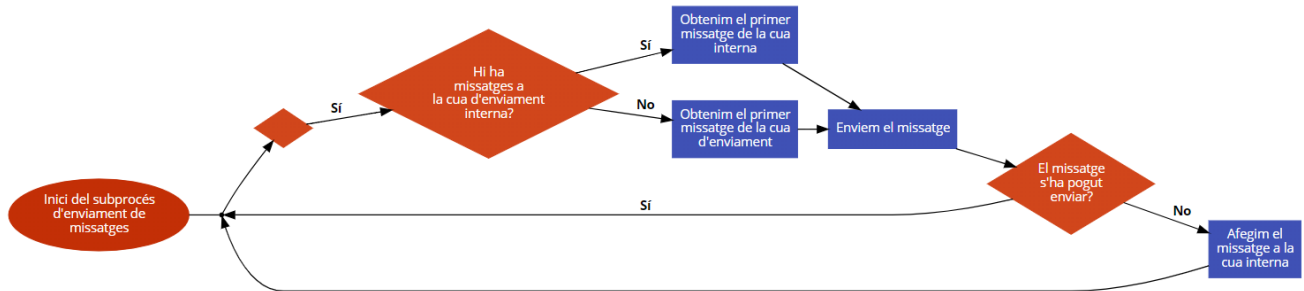 Inici del subprocés
d'enviament de
missatges
Sí
Hi ha
missatges a
la cua d'enviament
interna?
Sí
Obtenim el primer
missatge de la cua
interna
No
Obtenim el primer
missatge de la cua
d'enviament
Enviem el missatge
El missatge
s'ha pogut
enviar?
Sí
No
Afegim el
missatge a la
cua interna